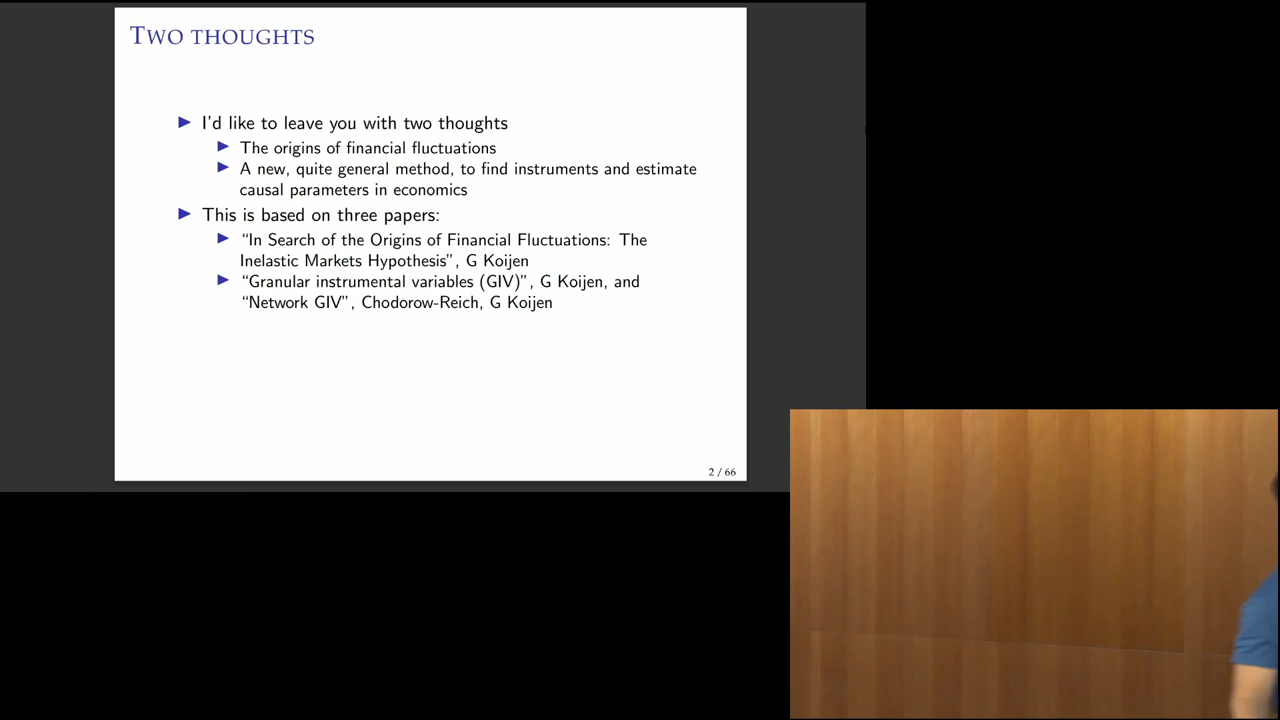 TWO THOUGHTS
I'd like to leave you with two thoughts
The origins of financial fluctuations
A new, quite general method, to find instruments and estimate
causal parameters in economics
This is based on three papers:
“In Search of the Origins of Financial Fluctuations: The
Inelastic Markets Hypothesis”, G Koijen
“Granular instrumental variables (GIV)”, G Koijen, and
“Network GIV”, Chodorow-Reich, G Koijen
2 / 66